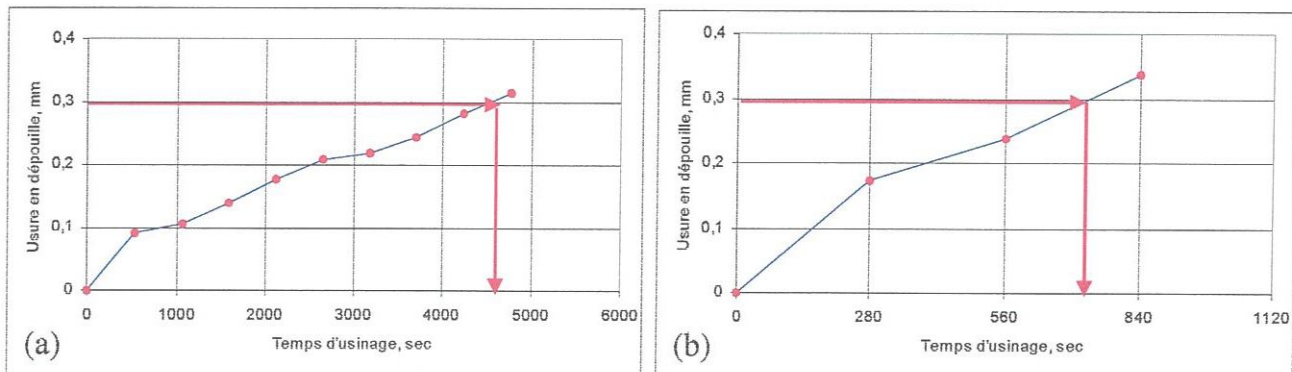 0,4
0,3
0,2
0,1
0
Usure en dépouille, mm
0 1000 2000 3000 4000 5000 6000
Temps d'usinage, sec
(a)
0,4
0,3
0,2
0,1
0
Usure en dépouille, mm
0 280 560 840 1120
Temps d'usinage, sec
(b)